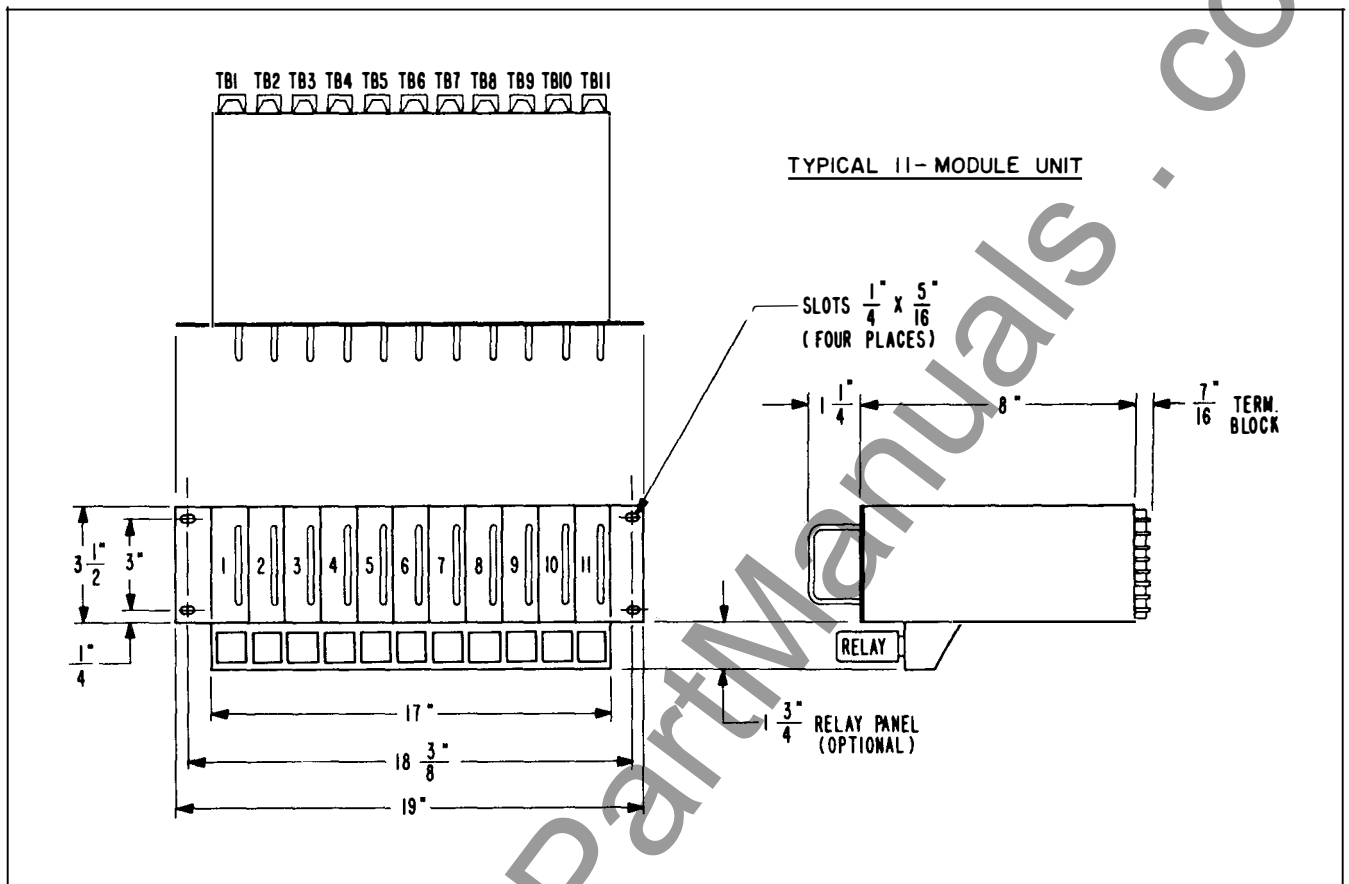 TB1 TB2 TB3 TB4 TB5 TB6 TB7 TB8 TB9 TB10 TB11
TYPICAL 11-MODULE UNIT
SLOTS 1/4" X 5/16"
(FOUR PLACES)
1 1/4"
8"
7/16" TERM.
BLOCK
3 1/2"
3"
1/4"
1 2 3 4 5 6 7 8 9 10 11
RELAY
1 3/4" RELAY PANEL
(OPTIONAL)
17"
18 3/8"
19"
PartManuals . co